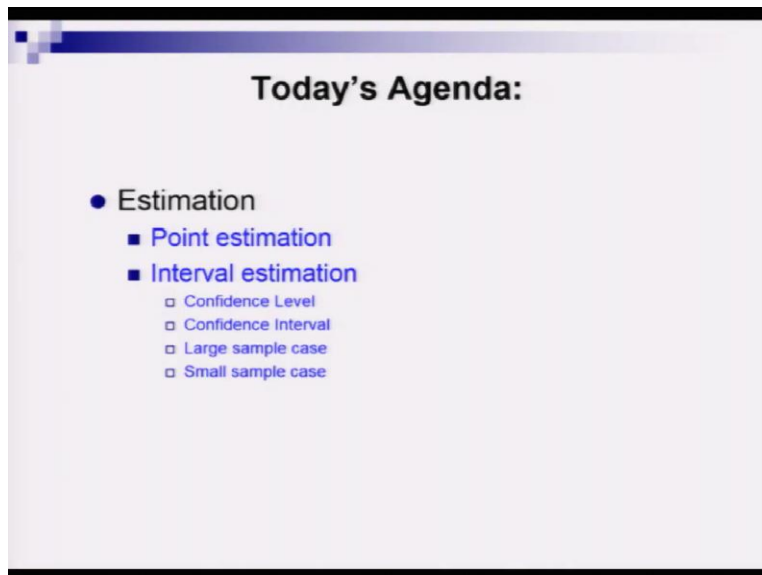 Today's Agenda:
Estimation
Point estimation
Interval estimation
Confidence Level
Confidence Interval
Large sample case
Small sample case